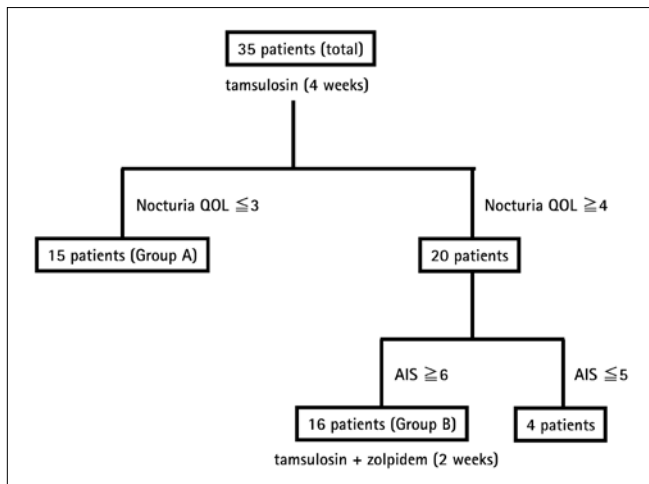 35 patients (total)
tamsulosin (4 weeks)
Nocturia QOL ≦3
Nocturia QOL ≧4
15 patients (Group A)
20 patients
AIS ≧6
AIS ≦5
16 patients (Group B)
4 patients
tamsulosin + zolpidem (2 weeks)